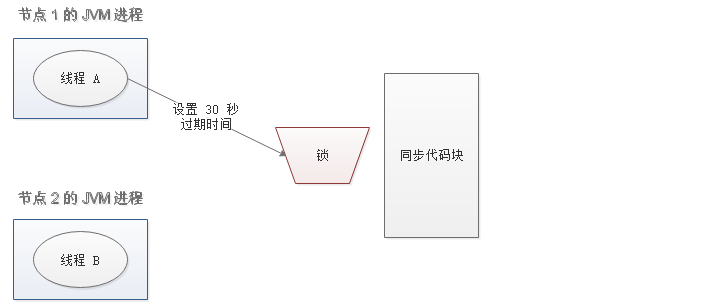 节点 1 的 JVM 进程
线程 A
设置 30 秒
过期时间
锁
同步代码块
节点 2 的 JVM 进程
线程 B